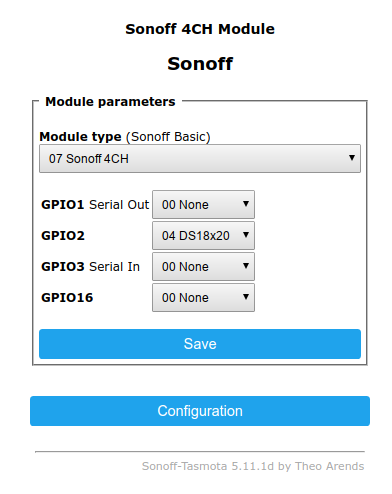 Sonoff 4CH Module
Sonoff
Module parameters
Module type (Sonoff Basic)
07 Sonoff 4CH
GPIO1 Serial Out 00 None
GPIO2 04 DS18x20
GPIO3 Serial In 00 None
GPIO16 00 None
Save
Configuration
Sonoff-Tasmota 5.11.1d by Theo Arends